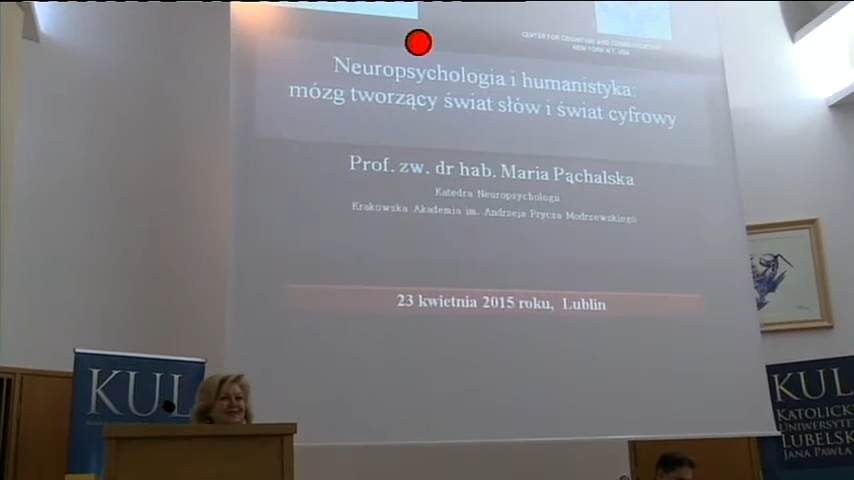 CENTER FOR COGNITION AND COMMUNICATION
NEW YORK N.Y. USA
Neuropsychologia i humanistyka:
mózg tworzący świat słów i świat cyfrowy
Prof. zw. dr hab. Maria Pąchalska
Katedra Neuropsychologii
Krakowska Akademia im. Andrzeja Frycza Modrzewskiego
23 kwietnia 2015 roku, Lublin
KUL
KUL
KATOLICKI
UNIWERSYTET
LUBELSKI
JANA PAWŁA